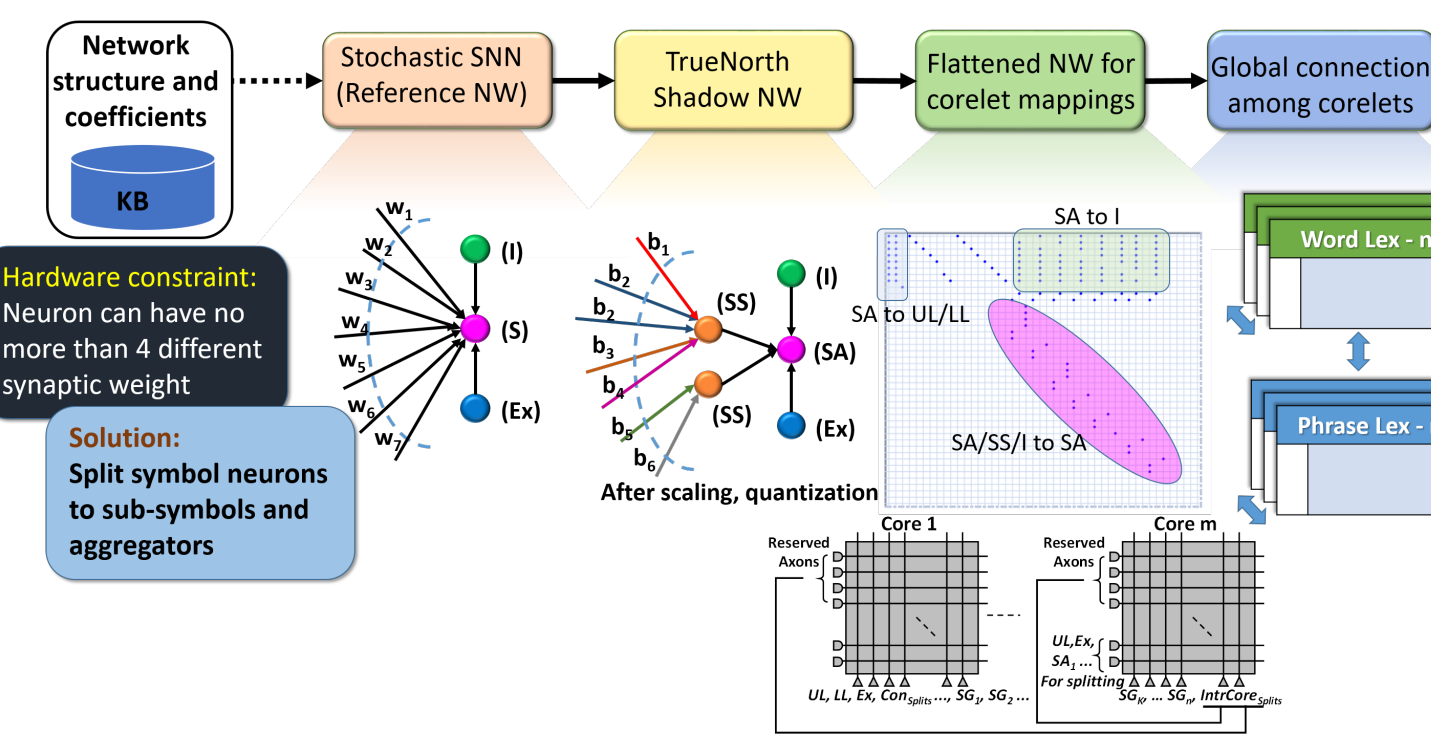 Network
structure and
coefficients
KB
Stochastic SNN
(Reference NW)
TrueNorth
Shadow NW
Flattened NW for
corelet mappings
Global connection
among corelets
Hardware constraint:
Neuron can have no
more than 4 different
synaptic weight
Solution:
Split symbol neurons
to sub-symbols and
aggregators
w1
w2
w3
w4
w5
w6
w7
(I)
(S)
(Ex)
b1
b2
b2
b3
b4
b5
b6
(SS)
(SS)
(I)
(SA)
(Ex)
After scaling, quantization
SA to I
SA to UL/LL
SA/SS/I to SA
Word Lex - n
Phrase Lex -
Core 1
Reserved
Axons
UL, LL, Ex, ConSplits ..., SG1, SG2 ...
Core m
Reserved
Axons
UL,Ex,
SA1 ...
For splitting
SGK, ... SGn, IntrCoreSplits